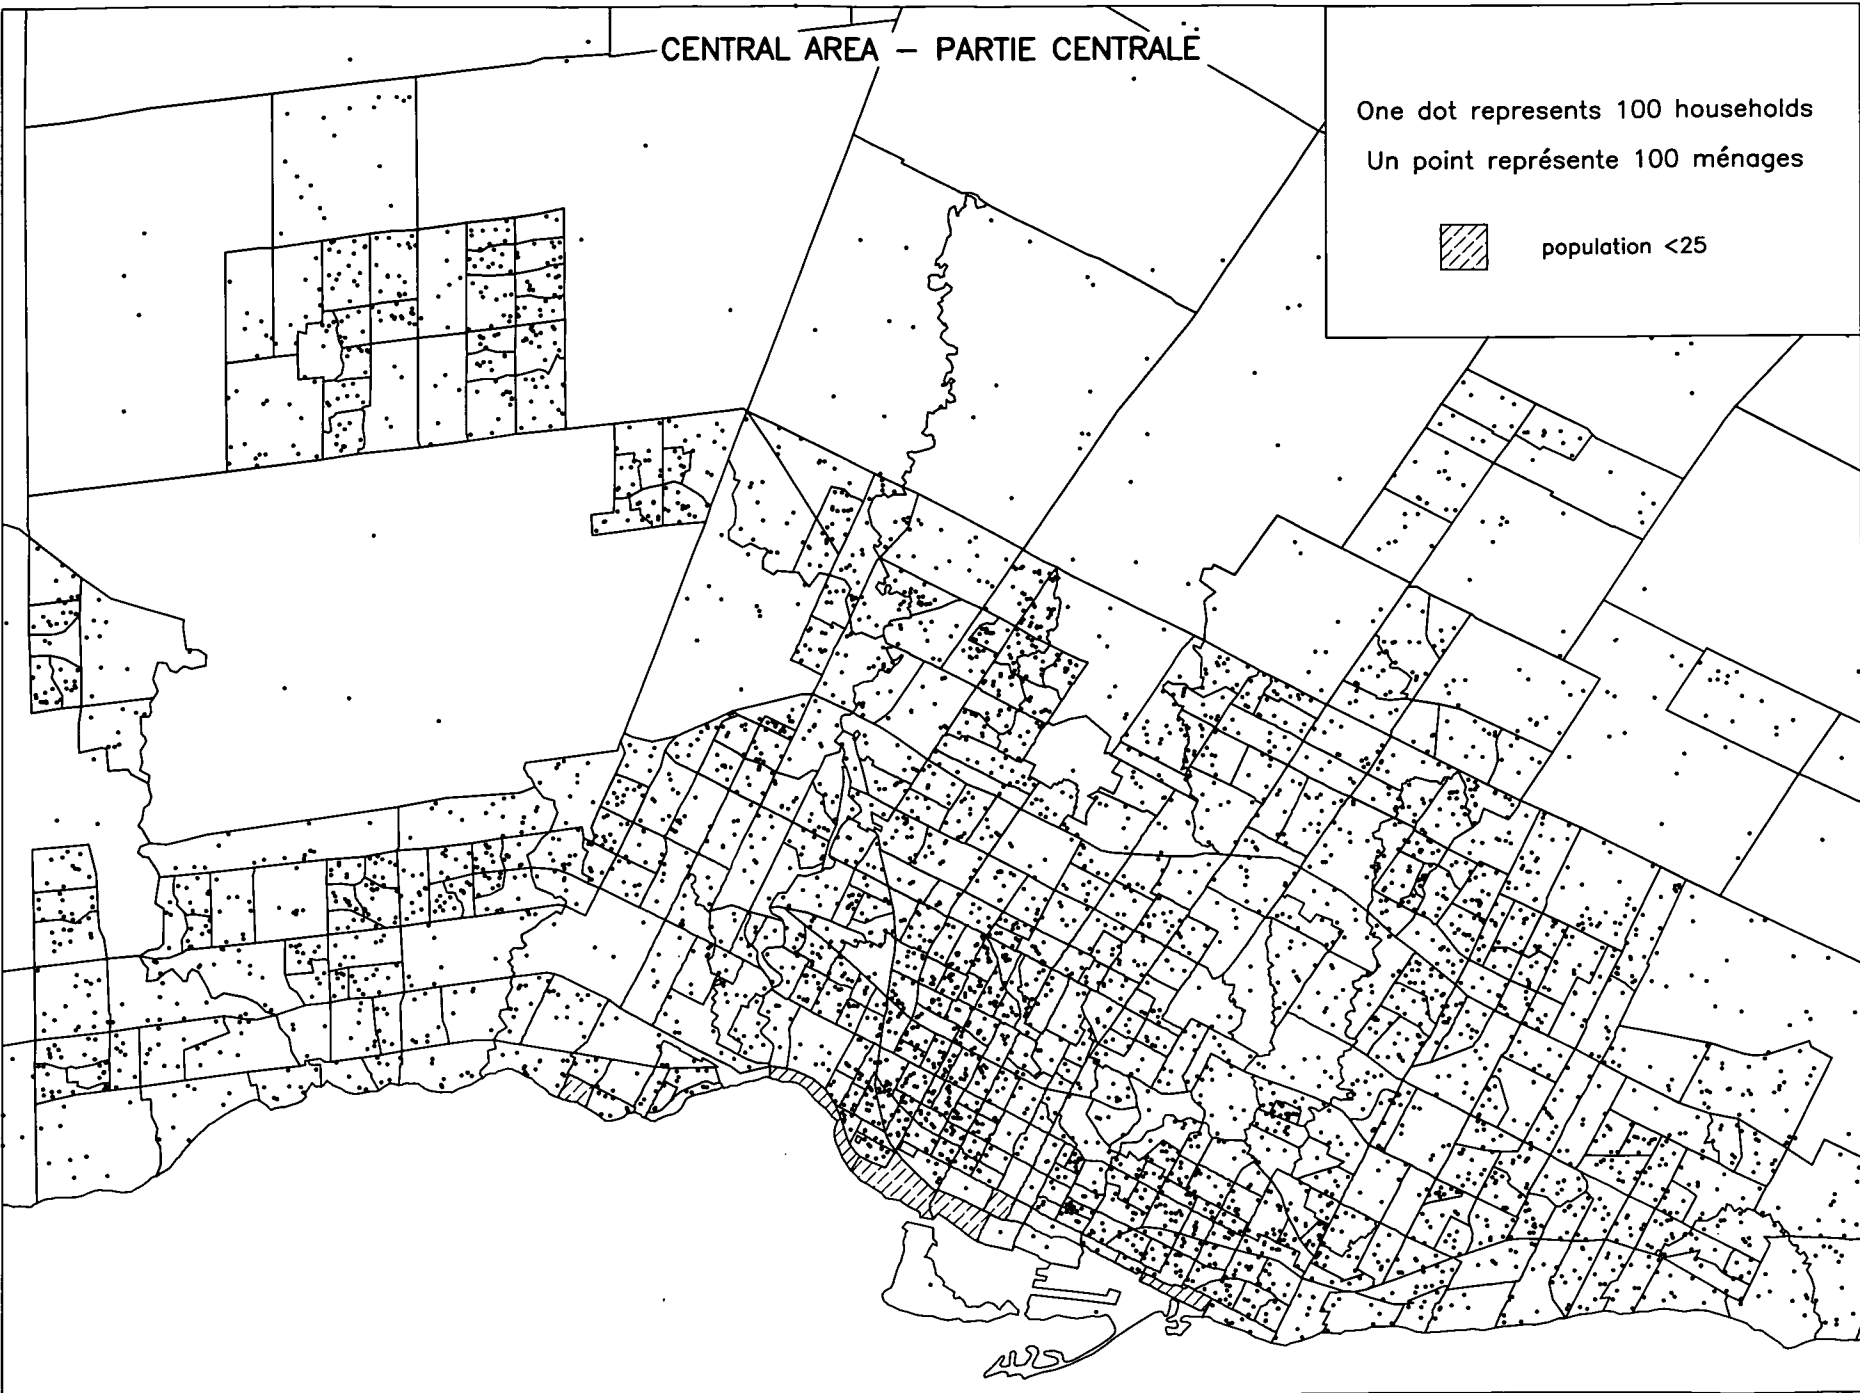 CENTRAL AREA – PARTIE CENTRALE
One dot represents 100 households
Un point représente 100 ménages
population <25